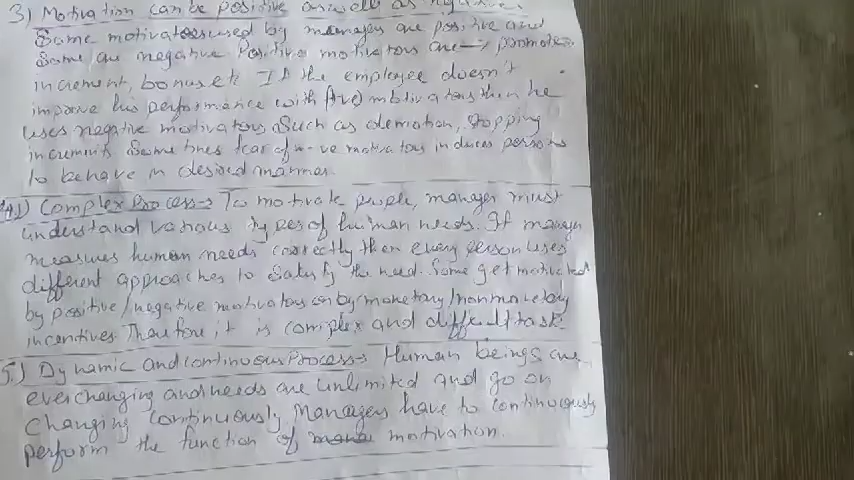 3) Motivation can be positive as well as negative
Some motivators used by managers are positive and
Some are negative Positive motivators are → promotion
increment, bonus etc If the employee doesn't
improve his performance with (+ve) motivators then he
uses negative motivators Such as demotion, stopping
increments Sometimes fear of -ve motivators induces persons
to behave in desired manner.
4) Complex Process → To motivate people, manager must
understand various types of human needs. If manager
measures human needs correctly then every person uses
different approaches to Satisfy the need. Some get motivated
by positive/negative motivators or by monetary/nonmonetary
incentives Therefore, it is complex and difficult task.
5.) Dynamic and continuous Process → Human beings are
everchanging and needs are unlimited and go on
changing Continuously Managers have to continuously
perform the function of motivation.